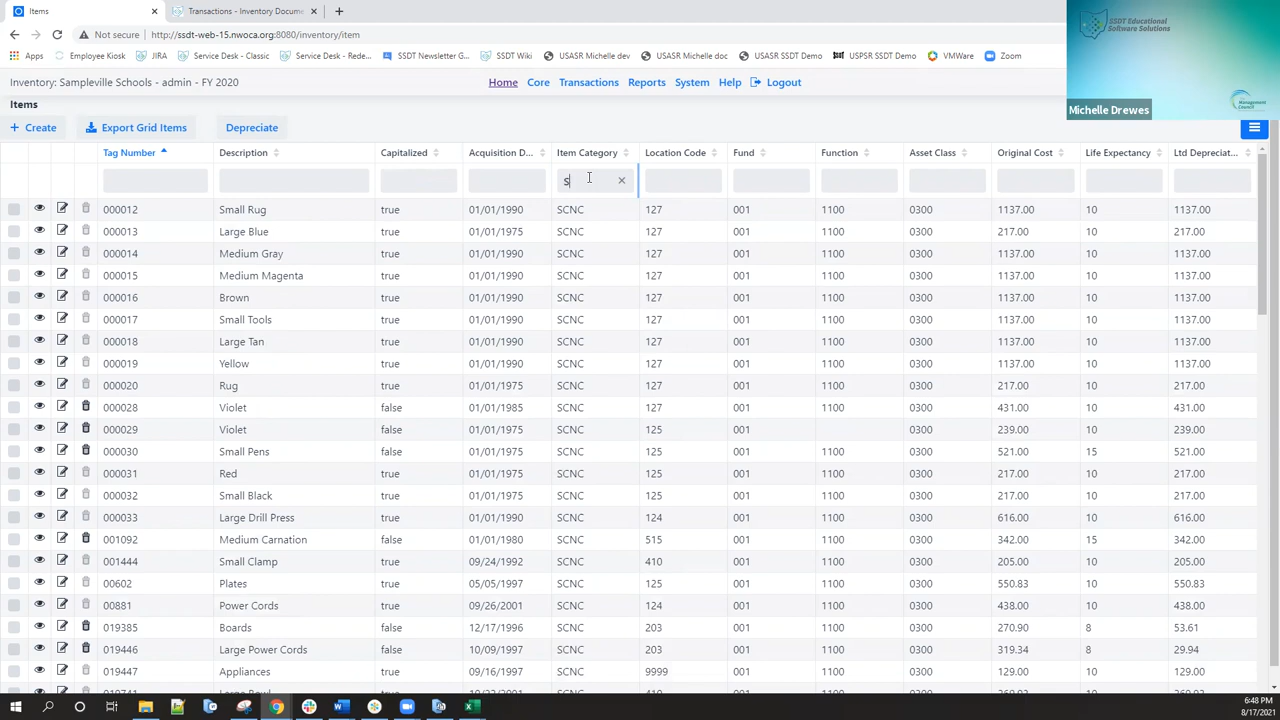 Items
Transactions - Inventory Docume
Not secure | http://ssdt-web-15.nwoca.org:8080/inventory/item
Apps Employee Kiosk JIRA Service Desk - Classic Service Desk - Rede... SSDT Newsletter G... SSDT Wiki USASR Michelle dev USASR Michelle doc USASR SSDT Demo USPSR SSDT Demo VMWare Zoom
SSDT Educational
Software Solutions
Management
Council
Michelle Drewes
Inventory: Sampleville Schools - admin - FY 2020 Home Core Transactions Reports System Help Logout
Items
+ Create Export Grid Items Depreciate
Tag Number Description Capitalized Acquisition D... Item Category Location Code Fund Function Asset Class Original Cost Life Expectancy Ltd Depreciat...
S
000012 Small Rug true 01/01/1990 SCNC 127 001 1100 0300 1137.00 10 1137.00
000013 Large Blue true 01/01/1975 SCNC 127 001 1100 0300 217.00 10 217.00
000014 Medium Gray true 01/01/1990 SCNC 127 001 1100 0300 1137.00 10 1137.00
000015 Medium Magenta true 01/01/1990 SCNC 127 001 1100 0300 1137.00 10 1137.00
000016 Brown true 01/01/1990 SCNC 127 001 1100 0300 1137.00 10 1137.00
000017 Small Tools true 01/01/1990 SCNC 127 001 1100 0300 1137.00 10 1137.00
000018 Large Tan true 01/01/1990 SCNC 127 001 1100 0300 1137.00 10 1137.00
000019 Yellow true 01/01/1990 SCNC 127 001 1100 0300 1137.00 10 1137.00
000020 Rug true 01/01/1975 SCNC 127 001 1100 0300 217.00 10 217.00
000028 Violet false 01/01/1985 SCNC 127 001 1100 0300 431.00 10 431.00
000029 Violet false 01/01/1975 SCNC 125 001 0300 239.00 10 239.00
000030 Small Pens false 01/01/1975 SCNC 125 001 1100 0300 521.00 15 521.00
000031 Red true 01/01/1975 SCNC 125 001 1100 0300 217.00 10 217.00
000032 Small Black true 01/01/1975 SCNC 125 001 1100 0300 217.00 10 217.00
000033 Large Drill Press true 01/01/1990 SCNC 124 001 1100 0300 616.00 10 616.00
001092 Medium Carnation false 01/01/1980 SCNC 515 001 1100 0300 342.00 15 342.00
001444 Small Clamp true 09/24/1992 SCNC 410 001 1100 0300 205.00 10 205.00
00602 Plates true 05/05/1997 SCNC 125 001 1100 0300 550.83 10 550.83
00881 Power Cords true 09/26/2001 SCNC 124 001 1100 0300 438.00 10 438.00
019385 Boards false 12/17/1996 SCNC 203 001 1100 0300 270.90 8 53.61
019446 Large Power Cords false 10/09/1997 SCNC 203 001 1100 0300 319.34 8 29.94
019447 Appliances true 09/16/1997 SCNC 9999 001 1100 0300 129.00 10 129.00
6:48 PM
8/17/2021